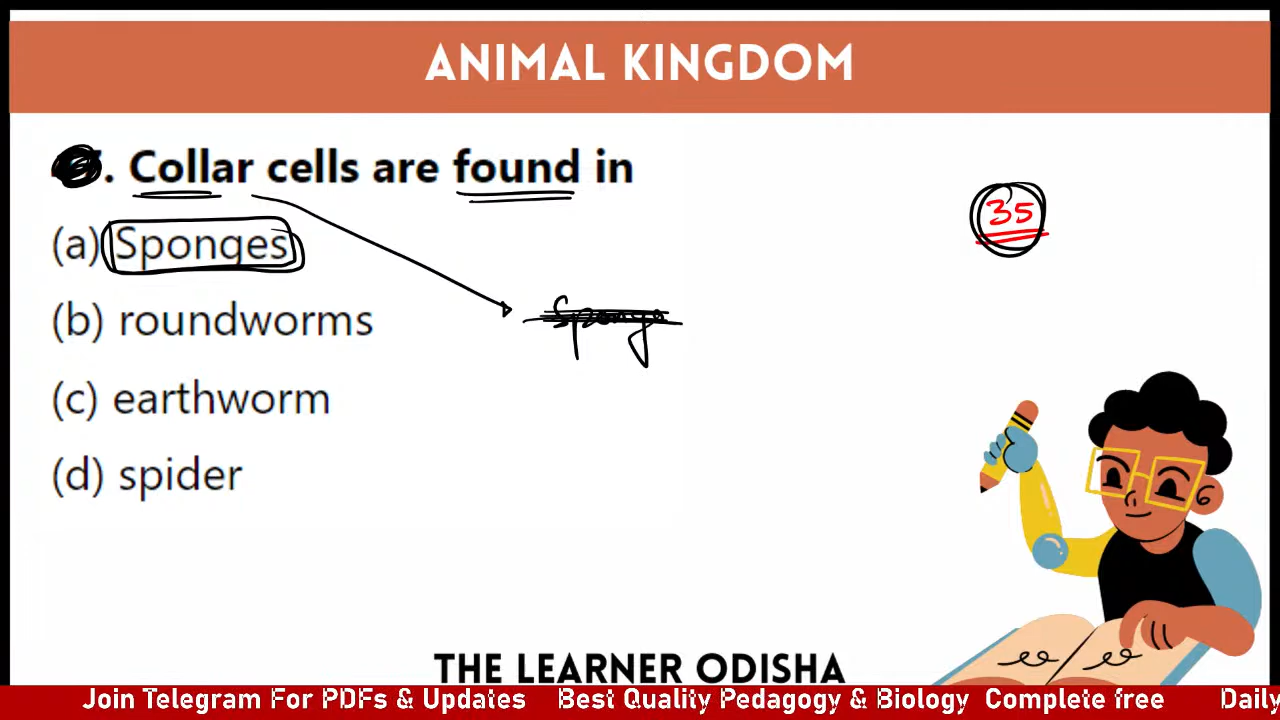 ANIMAL KINGDOM
. Collar cells are found in
35
(a) Sponges
(b) roundworms
Sponge
(c) earthworm
(d) spider
THE LEARNER ODISHA
Join Telegram For PDFs & Updates Best Quality Pedagogy & Biology Complete free Daily